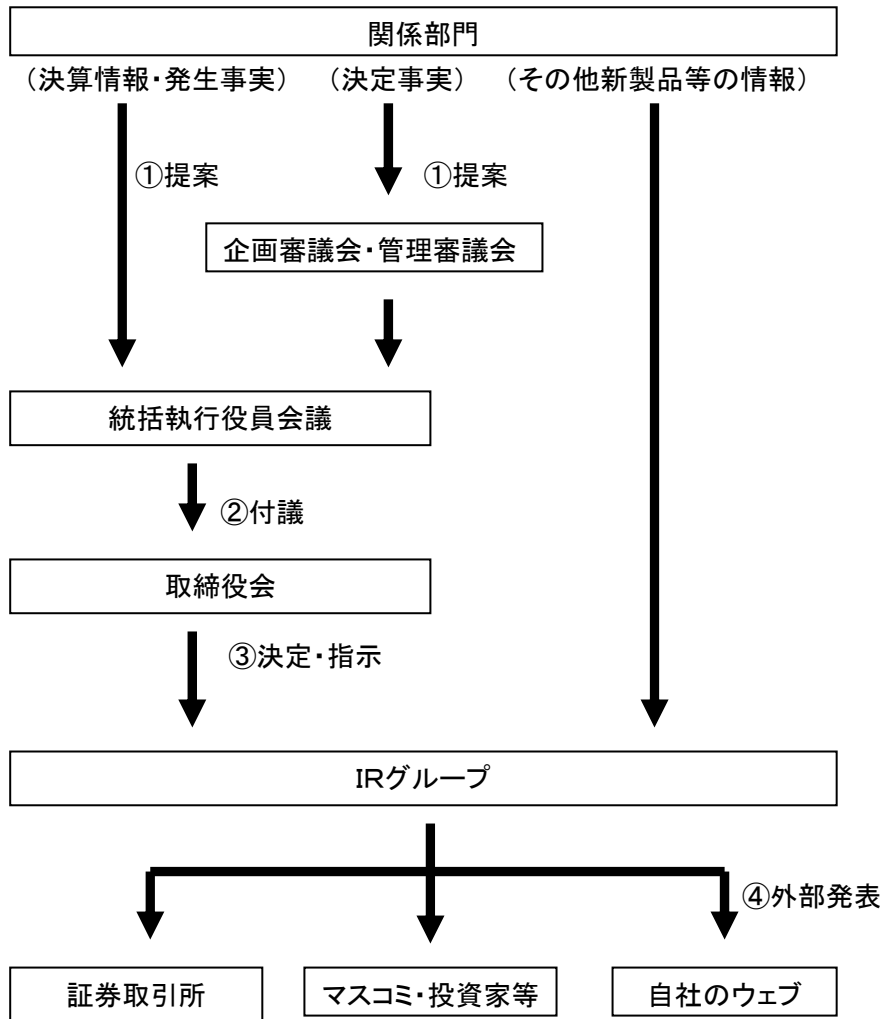 関係部門
（決算情報・発生事実） （決定事実） （その他新製品等の情報）
①提案 ①提案
企画審議会・管理審議会
統括執行役員会議
②付議
取締役会
③決定・指示
IRグループ
④外部発表
証券取引所 マスコミ・投資家等 自社のウェブ